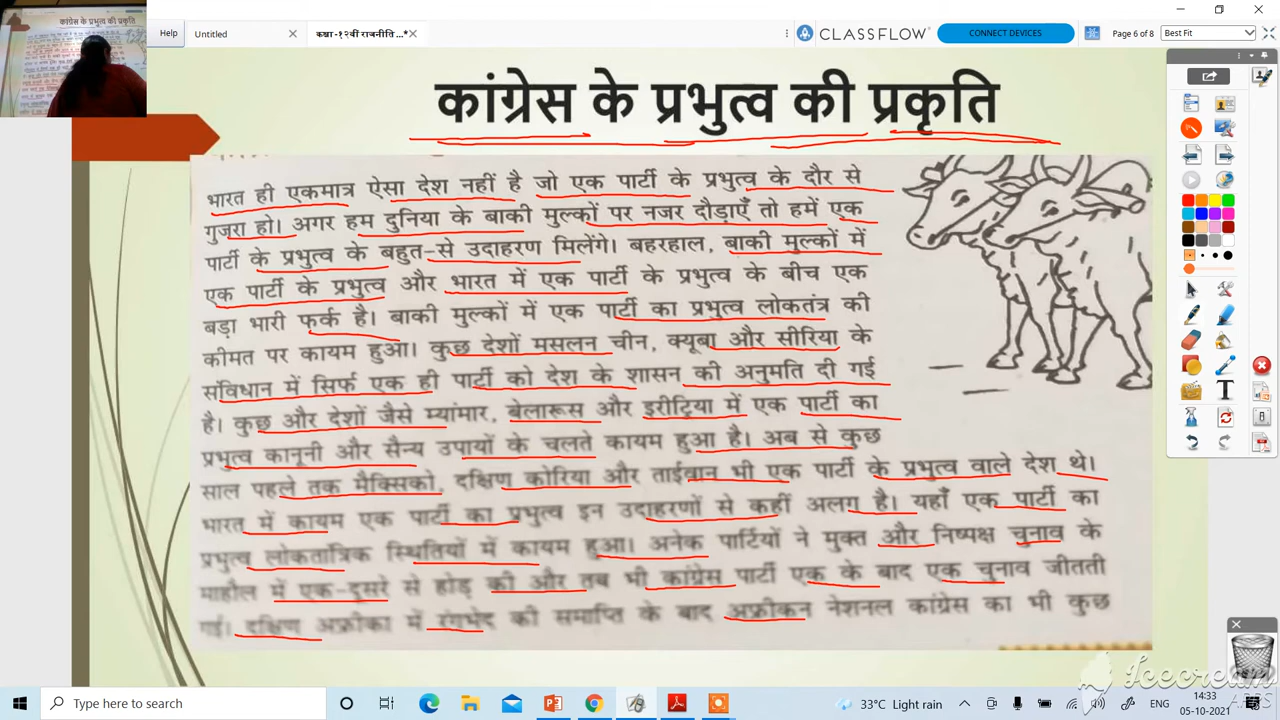 Help
Untitled
कक्षा-१२वीं राजनीति ...*
CLASSFLOW
CONNECT DEVICES
Page 6 of 8
Best Fit
कांग्रेस के प्रभुत्व की प्रकृति
भारत ही एकमात्र ऐसा देश नहीं है जो एक पार्टी के प्रभुत्व के दौर से
गुजरा हो। अगर हम दुनिया के बाकी मुल्कों पर नजर दौड़ाएँ तो हमें एक
पार्टी के प्रभुत्व के बहुत-से उदाहरण मिलेंगे। बहरहाल, बाकी मुल्कों में
एक पार्टी के प्रभुत्व और भारत में एक पार्टी के प्रभुत्व के बीच एक
बड़ा भारी फर्क है। बाकी मुल्कों में एक पार्टी का प्रभुत्व लोकतंत्र की
कीमत पर कायम हुआ। कुछ देशों मसलन चीन, क्यूबा और सीरिया के
संविधान में सिर्फ एक ही पार्टी को देश के शासन की अनुमति दी गई
है। कुछ और देशों जैसे म्यांमार, बेलारूस और इरीट्रिया में एक पार्टी का
प्रभुत्व कानूनी और सैन्य उपायों के चलते कायम हुआ है। अब से कुछ
साल पहले तक मैक्सिको, दक्षिण कोरिया और ताईवान भी एक पार्टी के प्रभुत्व वाले देश थे।
भारत में कायम एक पार्टी का प्रभुत्व इन उदाहरणों से कहीं अलग है। यहाँ एक पार्टी का
प्रभुत्व लोकतांत्रिक स्थितियों में कायम हुआ। अनेक पार्टियों ने मुक्त और निष्पक्ष चुनाव के
माहौल में एक-दूसरे से होड़ की और तब भी कांग्रेस पार्टी एक के बाद एक चुनाव जीतती
गई। दक्षिण अफ्रीका में रंगभेद की समाप्ति के बाद अफ्रीकन नेशनल कांग्रेस का भी कुछ
Icecream
APPS
Type here to search
33°C Light rain
ENG
14:33
05-10-2021